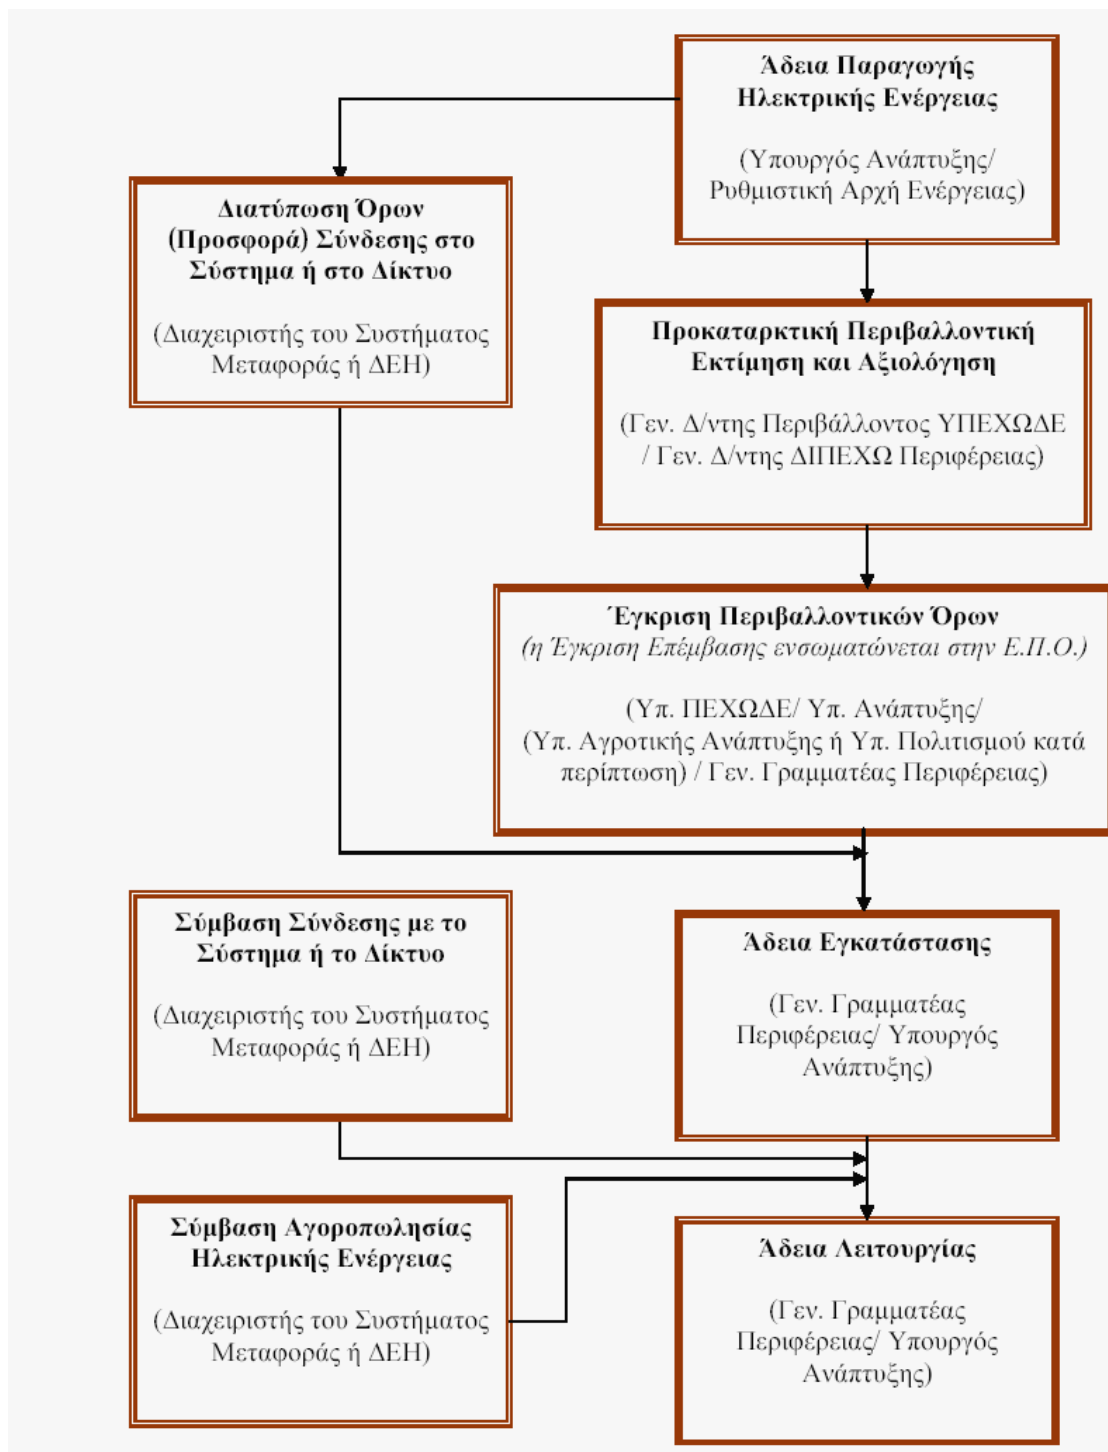 Άδεια Παραγωγής
Ηλεκτρικής Ενέργειας
(Υπουργός Ανάπτυξης/
Ρυθμιστική Αρχή Ενέργειας)
Διατύπωση Όρων
(Προσφορά) Σύνδεσης στο
Σύστημα ή στο Δίκτυο
(Διαχειριστής του Συστήματος
Μεταφοράς ή ΔΕΗ)
Προκαταρκτική Περιβαλλοντική
Εκτίμηση και Αξιολόγηση
(Γεν. Δ/ντης Περιβάλλοντος ΥΠΕΧΩΔΕ
/ Γεν. Δ/ντης ΔΙΠΕΧΩ Περιφέρειας)
Έγκριση Περιβαλλοντικών Όρων
(η Έγκριση Επέμβασης ενσωματώνεται στην Ε.Π.Ο.)
(Υπ. ΠΕΧΩΔΕ/ Υπ. Ανάπτυξης/
(Υπ. Αγροτικής Ανάπτυξης ή Υπ. Πολιτισμού κατά
περίπτωση) / Γεν. Γραμματέας Περιφέρειας)
Σύμβαση Σύνδεσης με το
Σύστημα ή το Δίκτυο
(Διαχειριστής του Συστήματος
Μεταφοράς ή ΔΕΗ)
Άδεια Εγκατάστασης
(Γεν. Γραμματέας
Περιφέρειας/ Υπουργός
Ανάπτυξης)
Σύμβαση Αγοροπωλησίας
Ηλεκτρικής Ενέργειας
(Διαχειριστής του Συστήματος
Μεταφοράς ή ΔΕΗ)
Άδεια Λειτουργίας
(Γεν. Γραμματέας
Περιφέρειας/ Υπουργός
Ανάπτυξης)